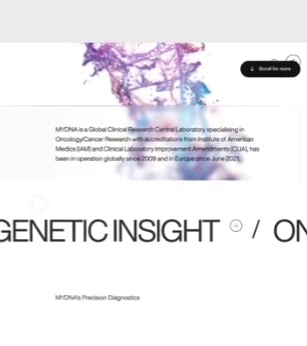 Scroll for more
MYDNA is a Global Clinical Research Central Laboratory specialising in
Oncology/Cancer Research with accreditations from Institute of American
Medics (IAM) and Clinical Laboratory Improvement Amendments (CLIA), has
been in operation globally since 2009 and in Europe since June 2021.
GENETIC INSIGHT / ON
MYDNA's Precision Diagnostics